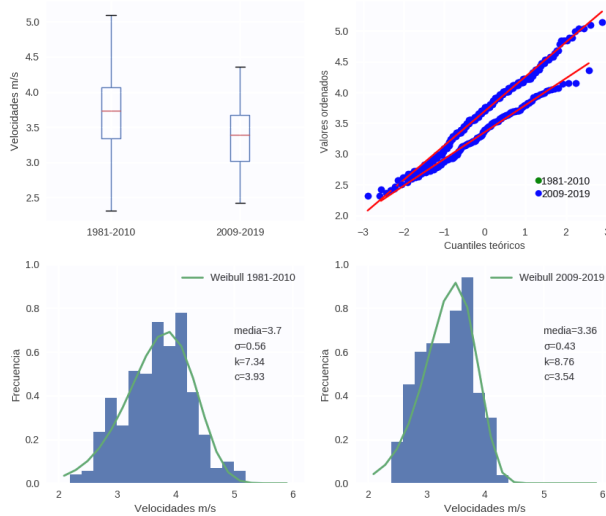 Velocidades m/s
5.0
4.5
4.0
3.5
3.0
2.5
1981-2010
2009-2019
Valores ordenados
5.0
4.5
4.0
3.5
3.0
2.5
2.0
−3 −2 −1 0 1 2 3
Cuantiles teóricos
1981-2010
2009-2019
Frecuencia
1.0
0.8
0.6
0.4
0.2
0.0
2 3 4 5 6
Velocidades m/s
Weibull 1981-2010
media=3.7
σ=0.56
k=7.34
c=3.93
Frecuencia
1.0
0.8
0.6
0.4
0.2
0.0
2 3 4 5 6
Velocidades m/s
Weibull 2009-2019
media=3.36
σ=0.43
k=8.76
c=3.54